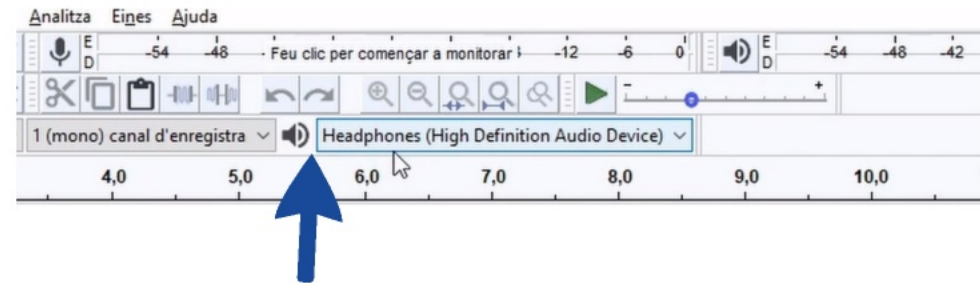 Analitza Eines Ajuda
E D -54 -48 - Feu clic per començar a monitorar -12 -6 0 E D -54 -48 -42
- +
1 (mono) canal d'enregistra Headphones (High Definition Audio Device)
4,0 5,0 6,0 7,0 8,0 9,0 10,0